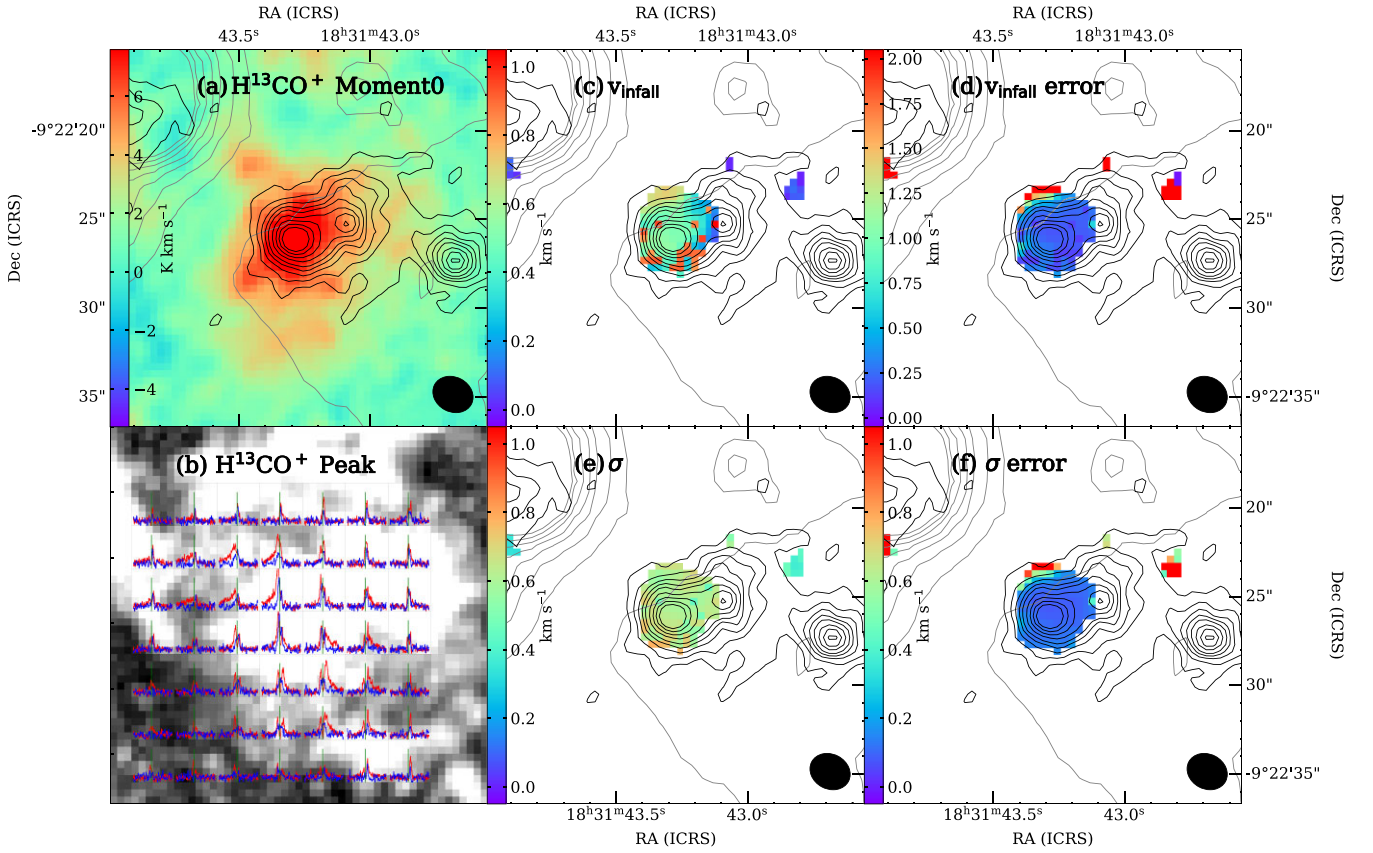 RA (ICRS) RA (ICRS) RA (ICRS)
43.5ˢ 18ʰ31ᵐ43.0ˢ 43.5ˢ 18ʰ31ᵐ43.0ˢ 43.5ˢ 18ʰ31ᵐ43.0ˢ
(a) H¹³CO⁺ Moment0
(c) v_infall
(d) v_infall error
6
4
2
0
−2
−4
K km s⁻¹
Dec (ICRS)
-9°22'20"
25"
30"
35"
1.0
0.8
0.6
0.4
0.2
0.0
km s⁻¹
2.00
1.75
1.50
1.25
1.00
0.75
0.50
0.25
0.00
km s⁻¹
20"
25"
30"
-9°22'35"
Dec (ICRS)
(b) H¹³CO⁺ Peak
(e) σ
(f) σ error
1.0
0.8
0.6
0.4
0.2
0.0
km s⁻¹
1.0
0.8
0.6
0.4
0.2
0.0
km s⁻¹
20"
25"
30"
-9°22'35"
Dec (ICRS)
18ʰ31ᵐ43.5ˢ 43.0ˢ 18ʰ31ᵐ43.5ˢ 43.0ˢ
RA (ICRS) RA (ICRS)